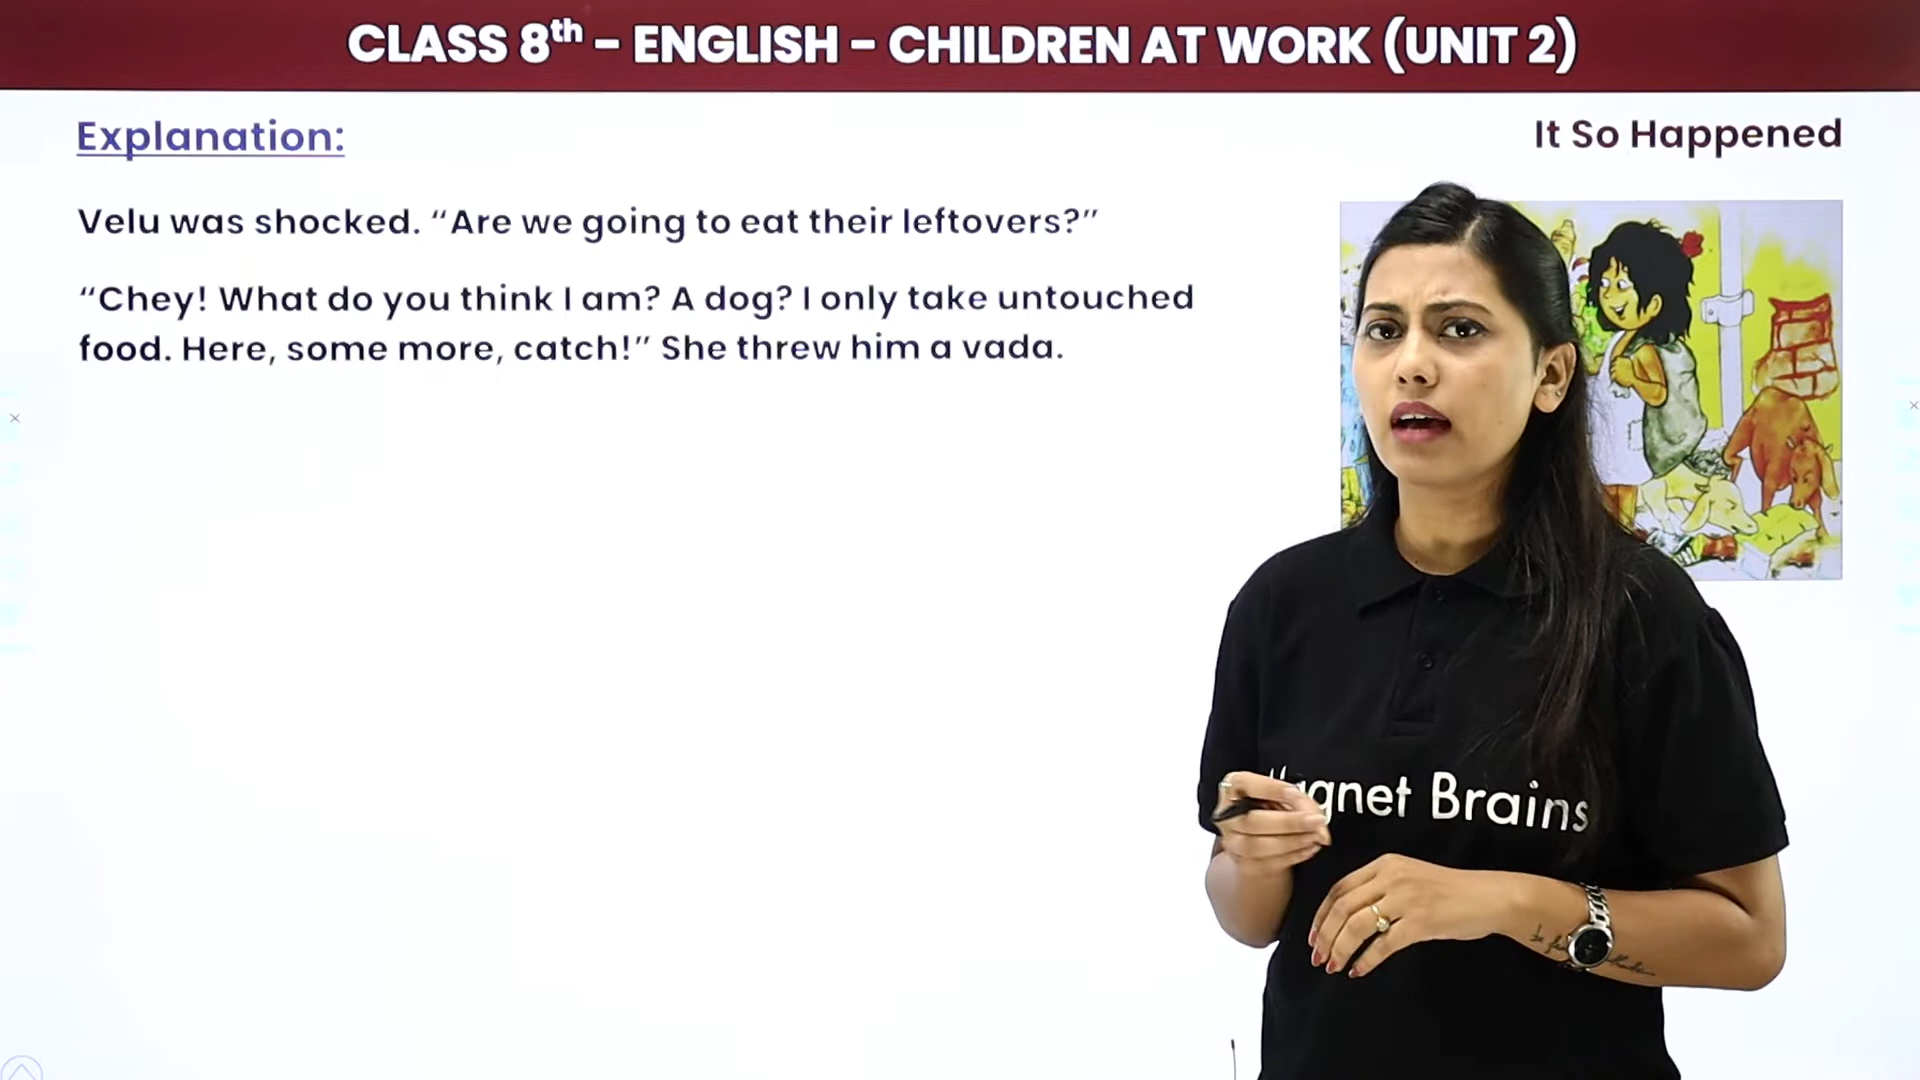 CLASS 8th – ENGLISH – CHILDREN AT WORK (UNIT 2)
Explanation:
It So Happened
Velu was shocked. “Are we going to eat their leftovers?”
“Chey! What do you think I am? A dog? I only take untouched
food. Here, some more, catch!” She threw him a vada.
gnet Brains